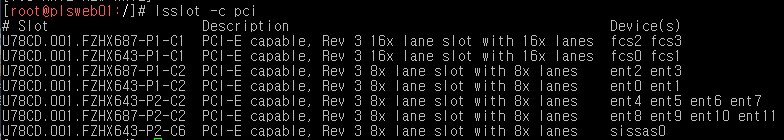 [root@plsweb01:/]# lsslot -c pci
# Slot Description Device(s)
U78CD.001.FZHX687-P1-C1 PCI-E capable, Rev 3 16x lane slot with 16x lanes fcs2 fcs3
U78CD.001.FZHX643-P1-C1 PCI-E capable, Rev 3 16x lane slot with 16x lanes fcs0 fcs1
U78CD.001.FZHX687-P1-C2 PCI-E capable, Rev 3 8x lane slot with 8x lanes ent2 ent3
U78CD.001.FZHX643-P1-C2 PCI-E capable, Rev 3 8x lane slot with 8x lanes ent0 ent1
U78CD.001.FZHX643-P2-C2 PCI-E capable, Rev 3 8x lane slot with 8x lanes ent4 ent5 ent6 ent7
U78CD.001.FZHX687-P2-C2 PCI-E capable, Rev 3 8x lane slot with 8x lanes ent8 ent9 ent10 ent11
U78CD.001.FZHX643-P2-C6 PCI-E capable, Rev 3 8x lane slot with 8x lanes sissas0